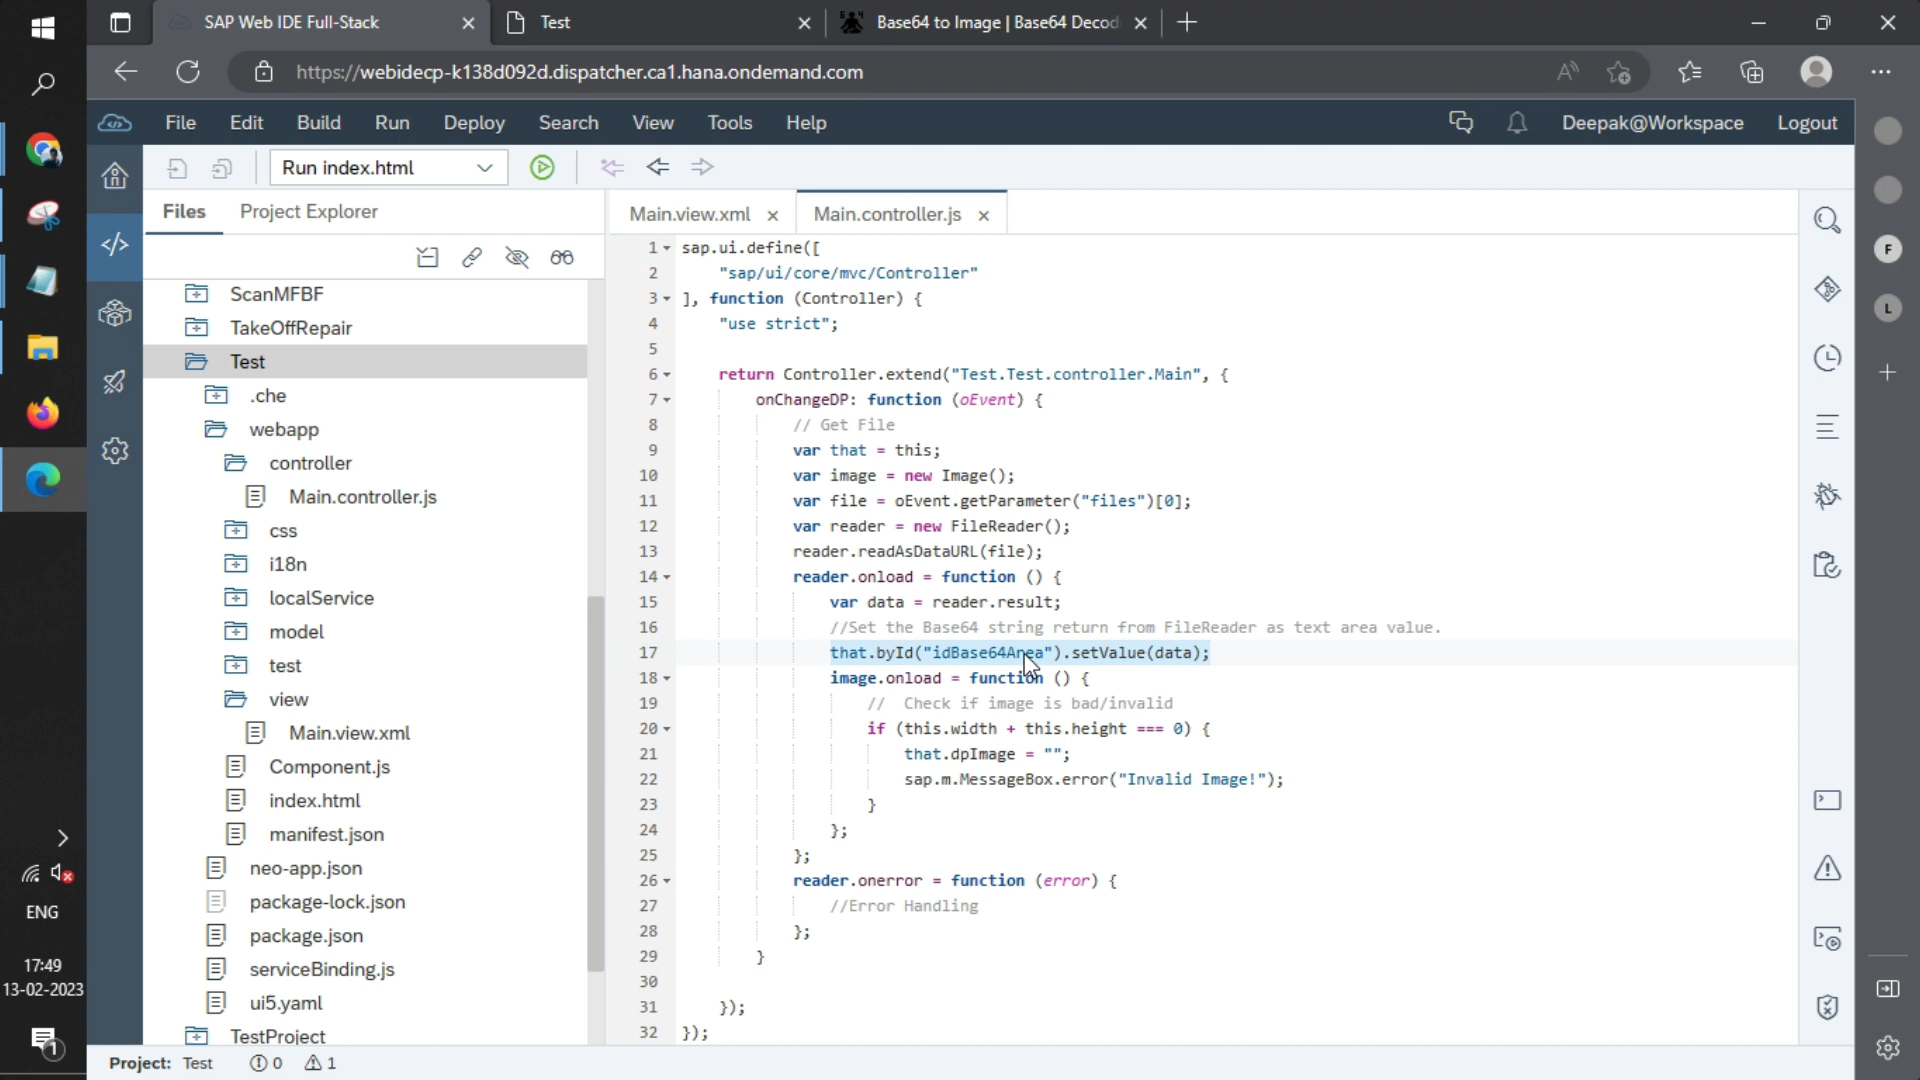 SAP Web IDE Full-Stack
Test
Base64 to Image | Base64 Decod
https://webidecp-k138d092d.dispatcher.ca1.hana.ondemand.com
File Edit Build Run Deploy Search View Tools Help
Deepak@Workspace Logout
Run index.html
Files Project Explorer
ScanMFBF
TakeOffRepair
Test
.che
webapp
controller
Main.controller.js
css
i18n
localService
model
test
view
Main.view.xml
Component.js
index.html
manifest.json
neo-app.json
package-lock.json
package.json
serviceBinding.js
ui5.yaml
TestProject
Main.view.xml Main.controller.js
1 sap.ui.define([
2 "sap/ui/core/mvc/Controller"
3 ], function (Controller) {
4 "use strict";
5
6 return Controller.extend("Test.Test.controller.Main", {
7 onChangeDP: function (oEvent) {
8 // Get File
9 var that = this;
10 var image = new Image();
11 var file = oEvent.getParameter("files")[0];
12 var reader = new FileReader();
13 reader.readAsDataURL(file);
14 reader.onload = function () {
15 var data = reader.result;
16 //Set the Base64 string return from FileReader as text area value.
17 that.byId("idBase64Area").setValue(data);
18 image.onload = function () {
19 // Check if image is bad/invalid
20 if (this.width + this.height === 0) {
21 that.dpImage = "";
22 sap.m.MessageBox.error("Invalid Image!");
23 }
24 };
25 };
26 reader.onerror = function (error) {
27 //Error Handling
28 };
29 }
30
31 });
32 });
Project: Test 0 1
F
L
ENG
17:49
13-02-2023
1